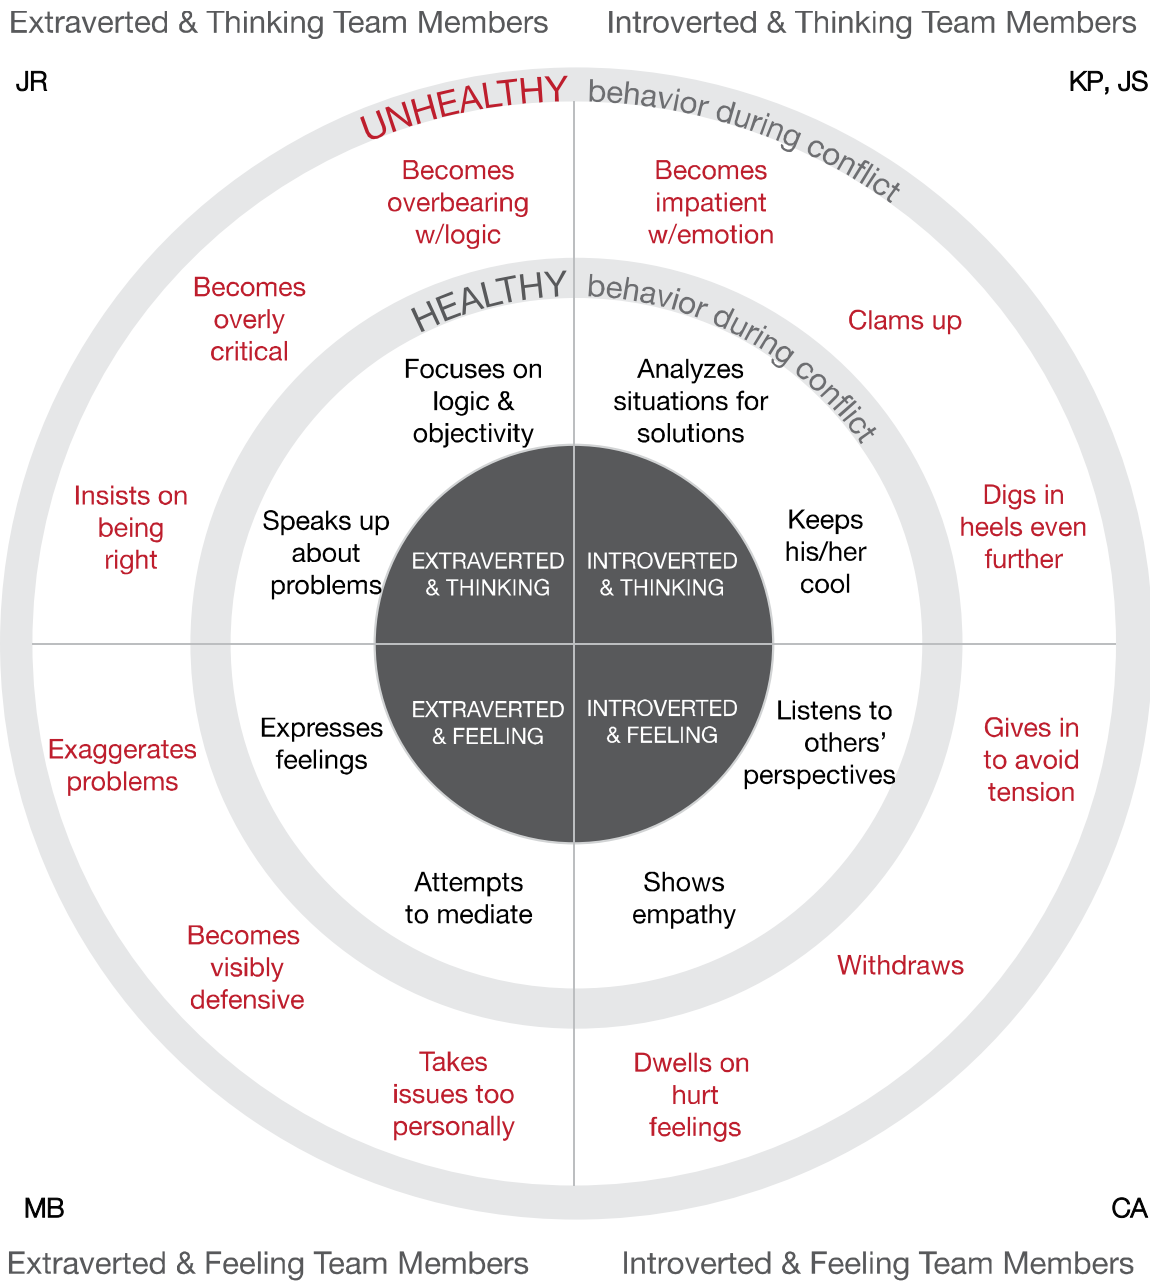 Extraverted & Thinking Team Members
Introverted & Thinking Team Members
JR
KP, JS
UNHEALTHY behavior during conflict
Becomes
overbearing
w/logic
Becomes
impatient
w/emotion
Becomes
overly
critical
Clams up
Insists on
being
right
Digs in
heels even
further
HEALTHY behavior during conflict
Focuses on
logic &
objectivity
Analyzes
situations for
solutions
Speaks up
about
problems
Keeps
his/her
cool
EXTRAVERTED
& THINKING
INTROVERTED
& THINKING
EXTRAVERTED
& FEELING
INTROVERTED
& FEELING
Expresses
feelings
Listens to
others’
perspectives
Attempts
to mediate
Shows
empathy
Exaggerates
problems
Gives in
to avoid
tension
Becomes
visibly
defensive
Withdraws
Takes
issues too
personally
Dwells on
hurt
feelings
MB
CA
Extraverted & Feeling Team Members
Introverted & Feeling Team Members